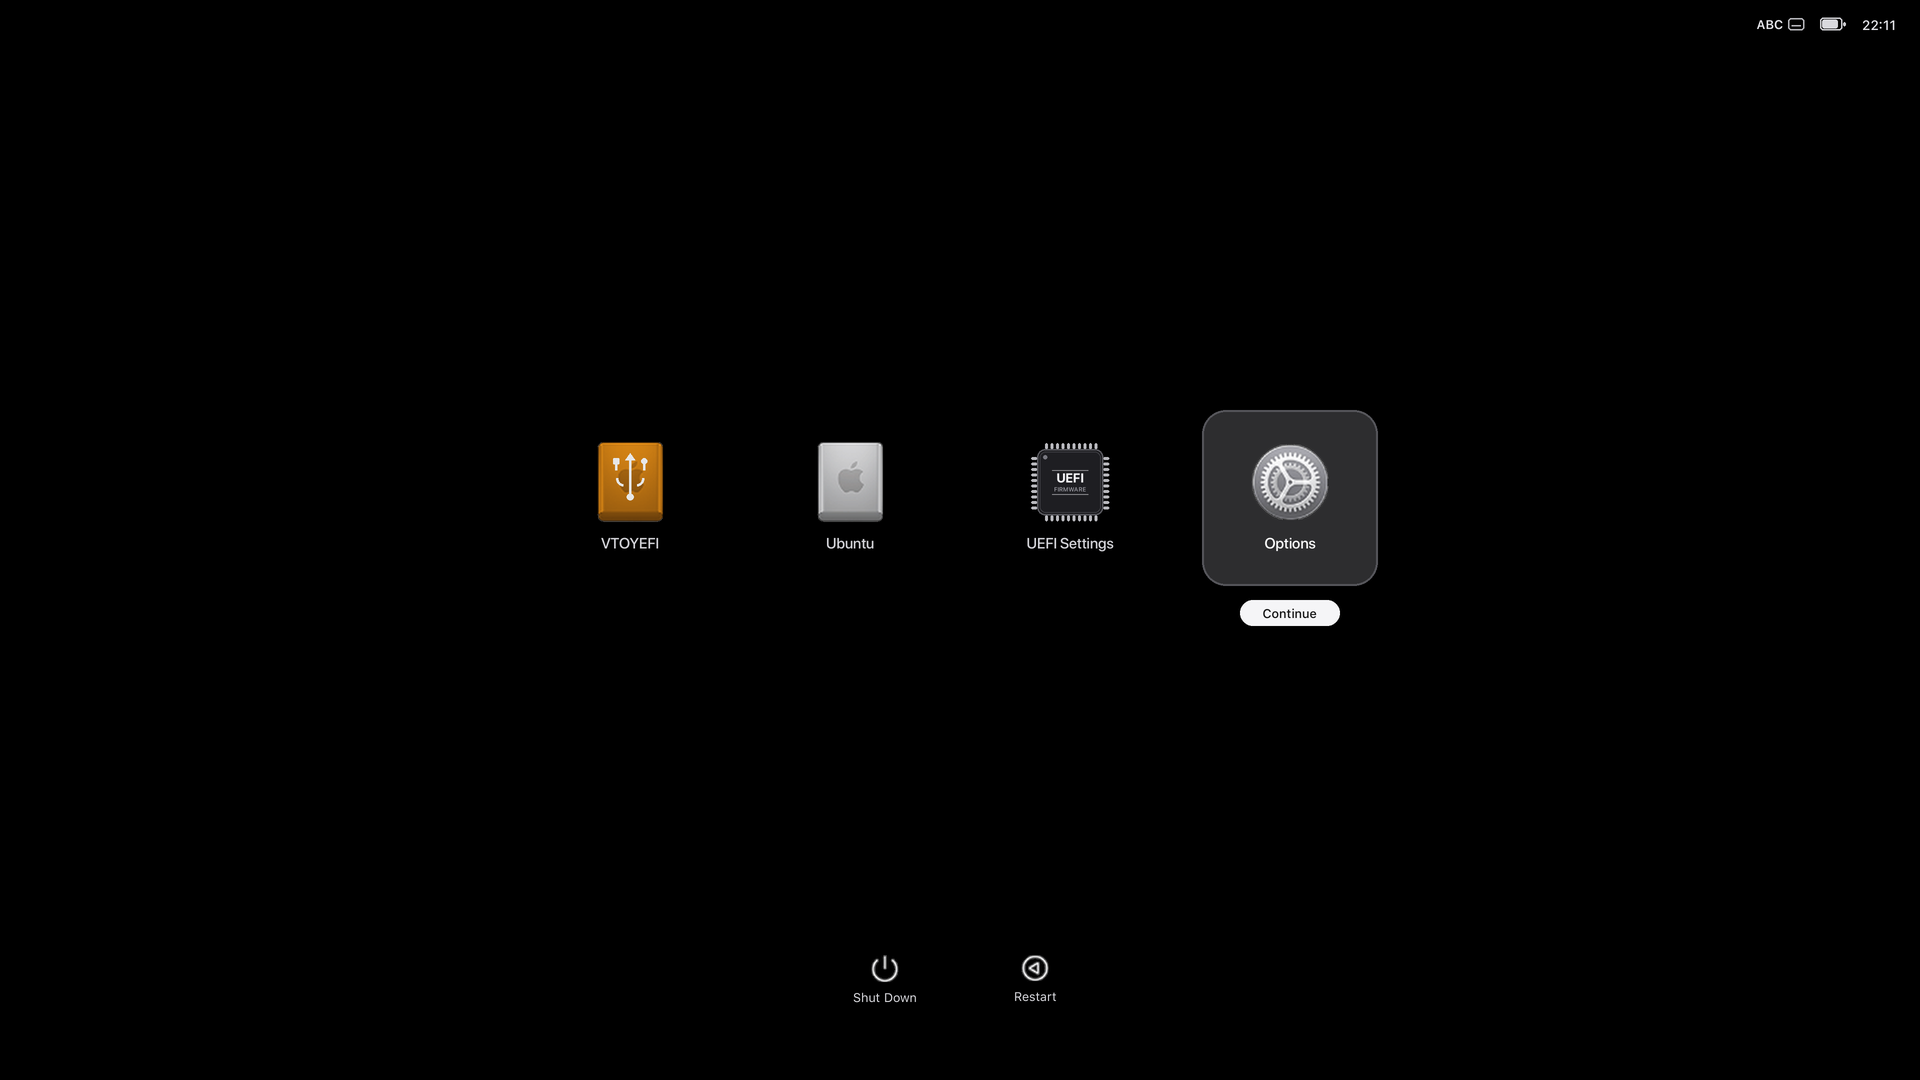 ABC 22:11
UEFI
FIRMWARE
VTOYEFI Ubuntu UEFI Settings Options
Continue
Shut Down Restart